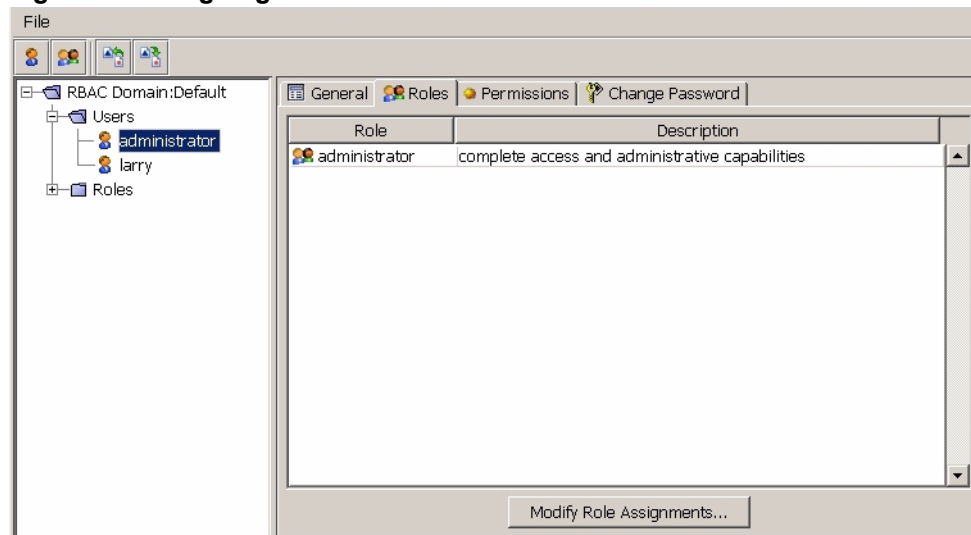 File
RBAC Domain:Default
Users
administrator
larry
Roles
General Roles Permissions Change Password
Role Description
administrator complete access and administrative capabilities
Modify Role Assignments...